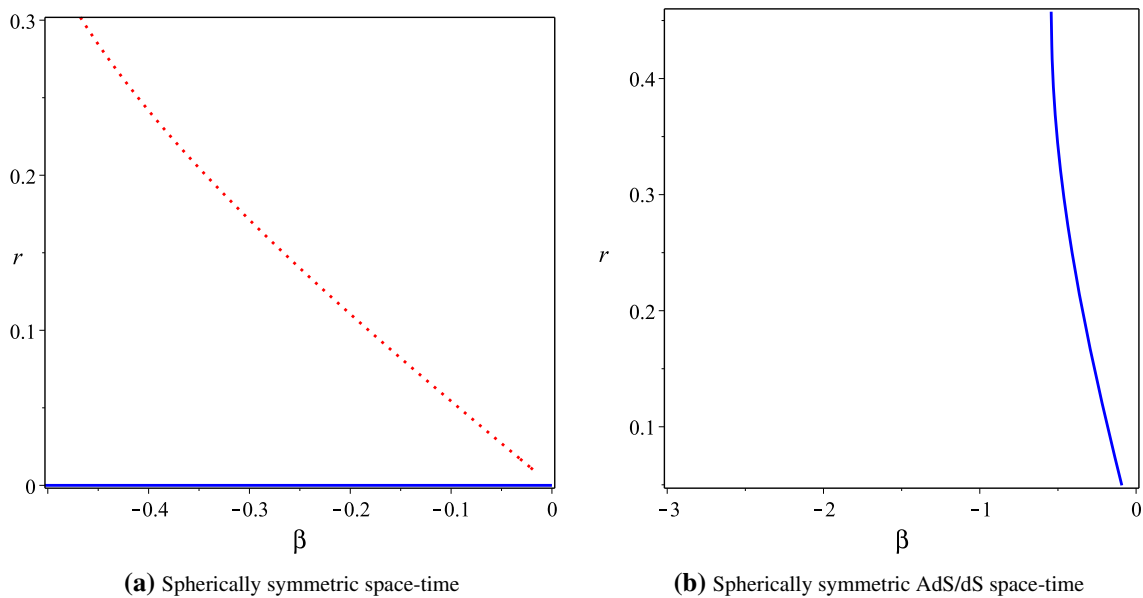 0.3
0.2
r
0.1
0
−0.4
−0.3
−0.2
−0.1
0
β
(a) Spherically symmetric space-time
0.4
0.3
r
0.2
0.1
−3
−2
−1
0
β
(b) Spherically symmetric AdS/dS space-time